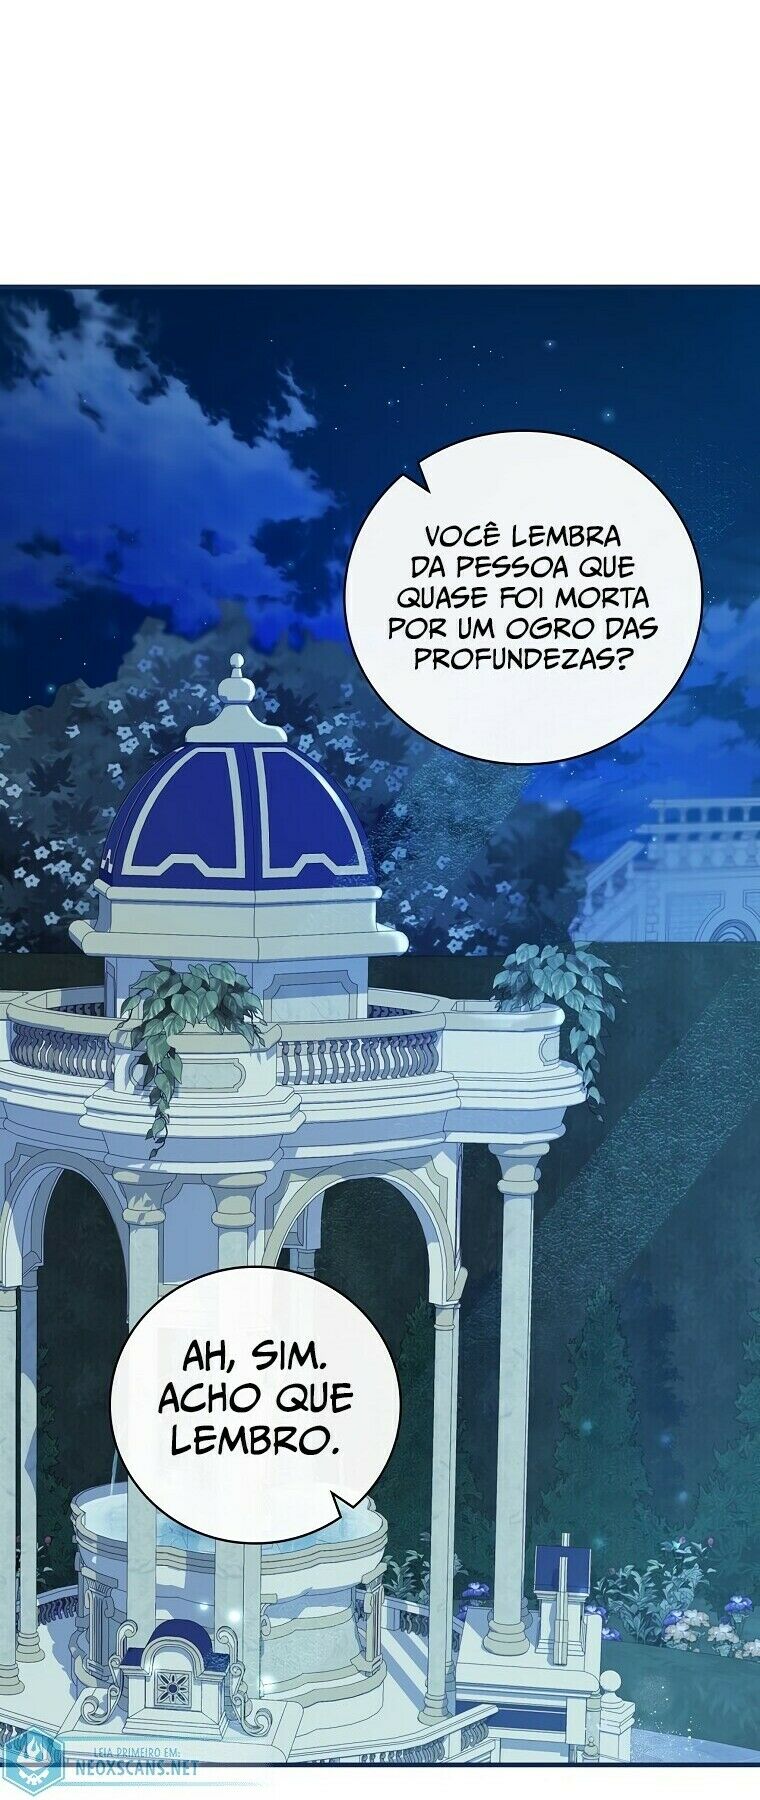 VOCÊ LEMBRA
DA PESSOA QUE
QUASE FOI MORTA
POR UM OGRO DAS
PROFUNDEZAS?
AH, SIM.
ACHO QUE
LEMBRO.
LEIA PRIMEIRO EM:
NEOXSCANS.NET